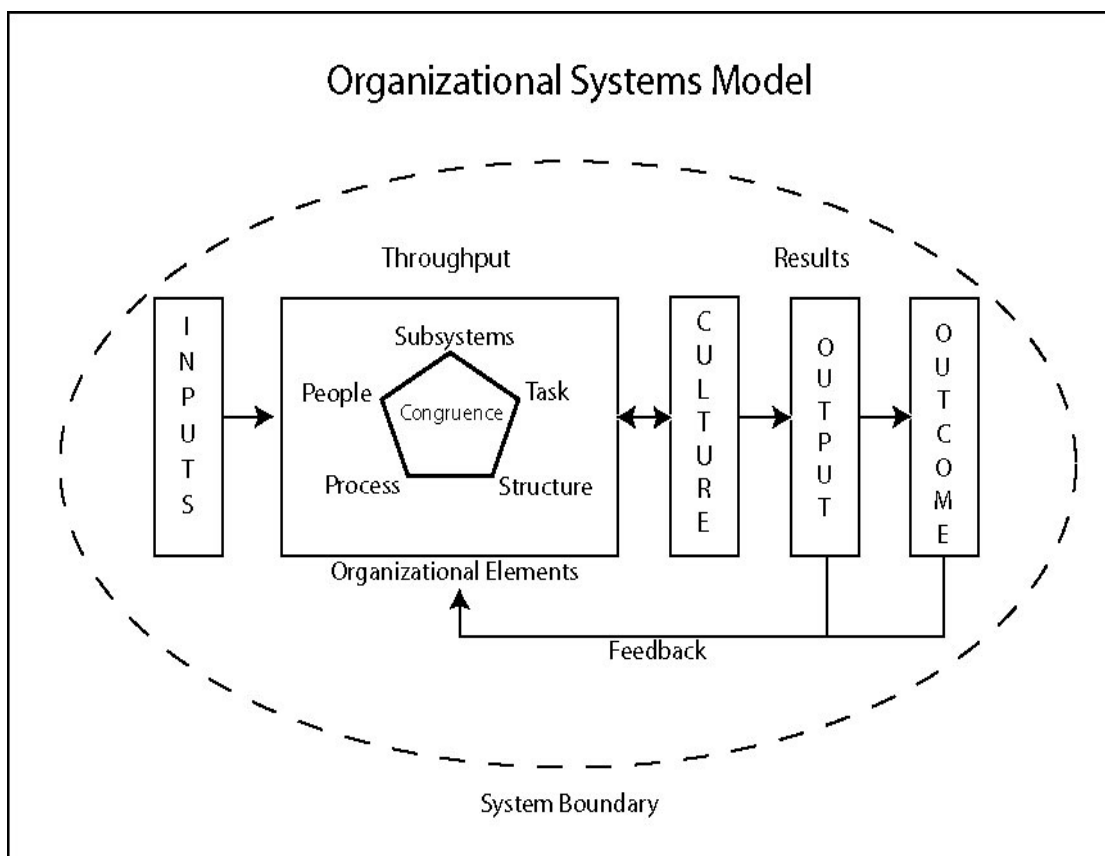 Organizational Systems Model
Throughput
Results
INPUTS
Subsystems
People
Task
Congruence
Process
Structure
CULTURE
OUTPUT
OUTCOME
Organizational Elements
Feedback
System Boundary